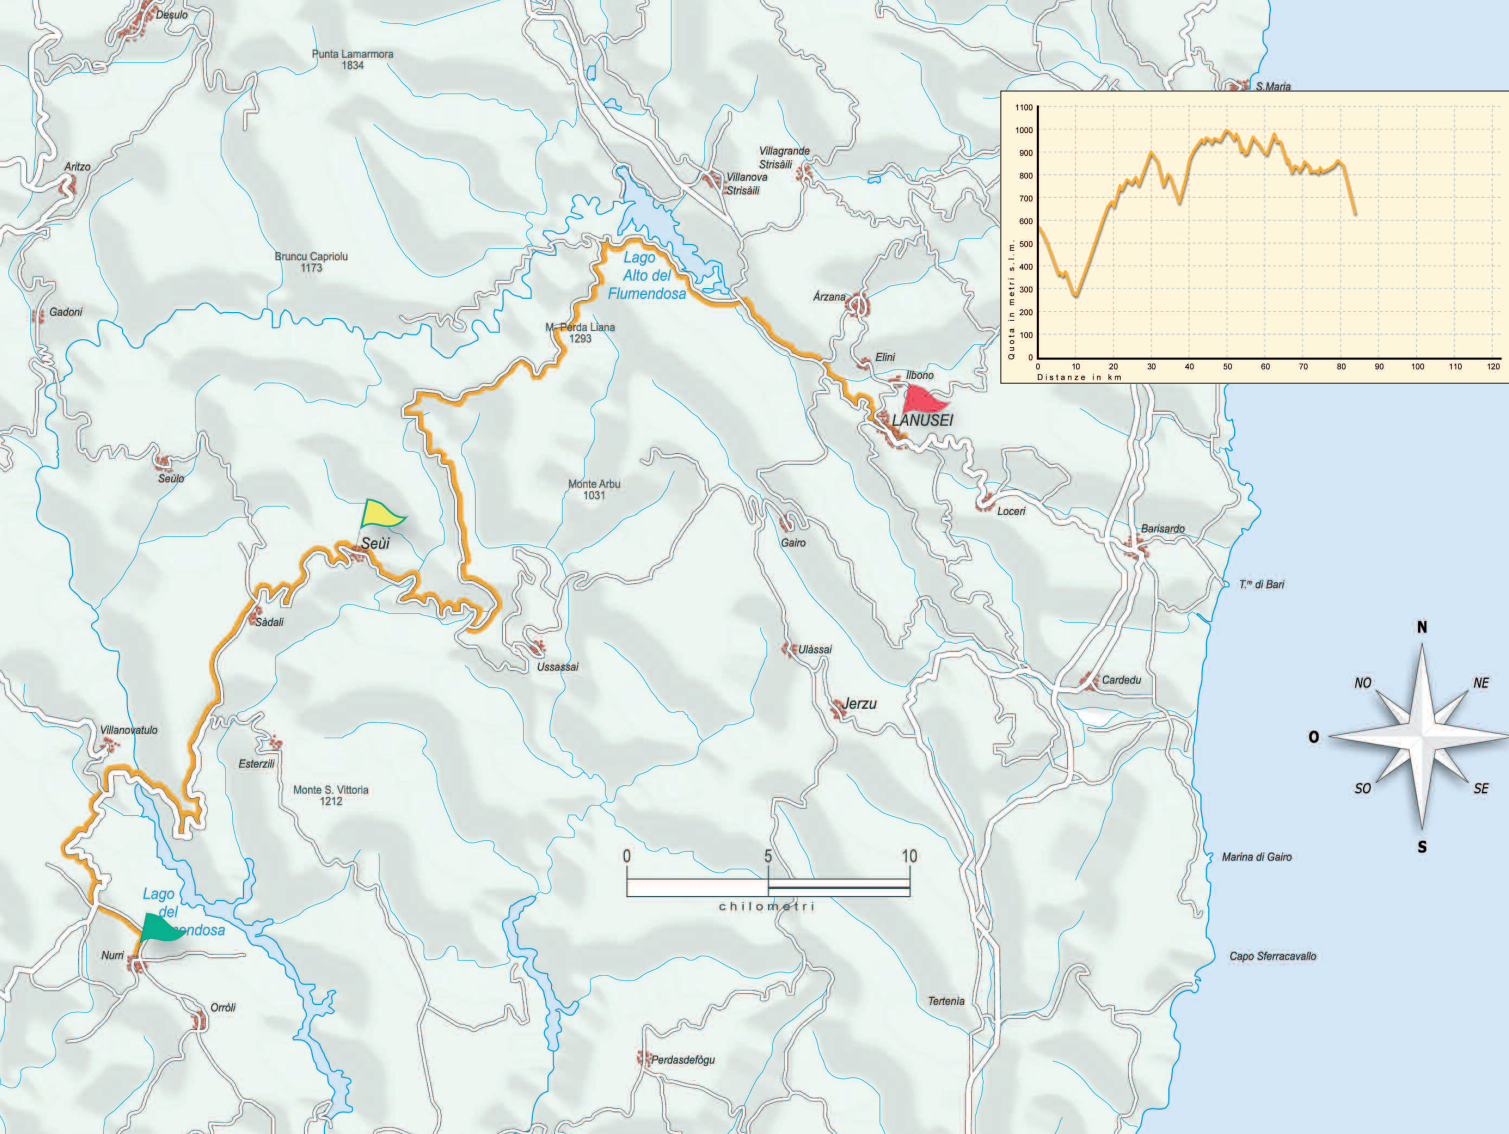 Desulo
Punta Lamarmora
1834
S.Maria
Aritzo
Villagrande
Strisàili
Villanova
Strisàili
Bruncu Capriolu
1173
Lago
Alto del
Flumendosa
Gadoni
Àrzana
M. Perda Liana
1293
Elini
Ilbono
LANUSEI
1100
1000
900
800
700
600
500
400
300
200
100
0
Quota in metri s.l.m.
0 10 20 30 40 50 60 70 80 90 100 110 120
Distanze in km
Seùlo
Monte Arbu
1031
Loceri
Seùi
Gairo
Barisardo
T.re di Bari
Sàdali
Ussassai
Ulàssai
Cardedu
Jerzu
Villanovatulo
Esterzili
Monte S. Vittoria
1212
N
NO NE
O
SO SE
S
0 5 10
chilometri
Marina di Gairo
Lago
del
endosa
Nurri
Capo Sferracavallo
Orròli
Tertenia
Perdasdefògu